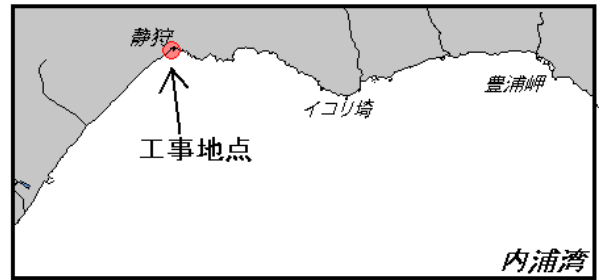 静狩
イコリ埼
豊浦岬
工事地点
内浦湾